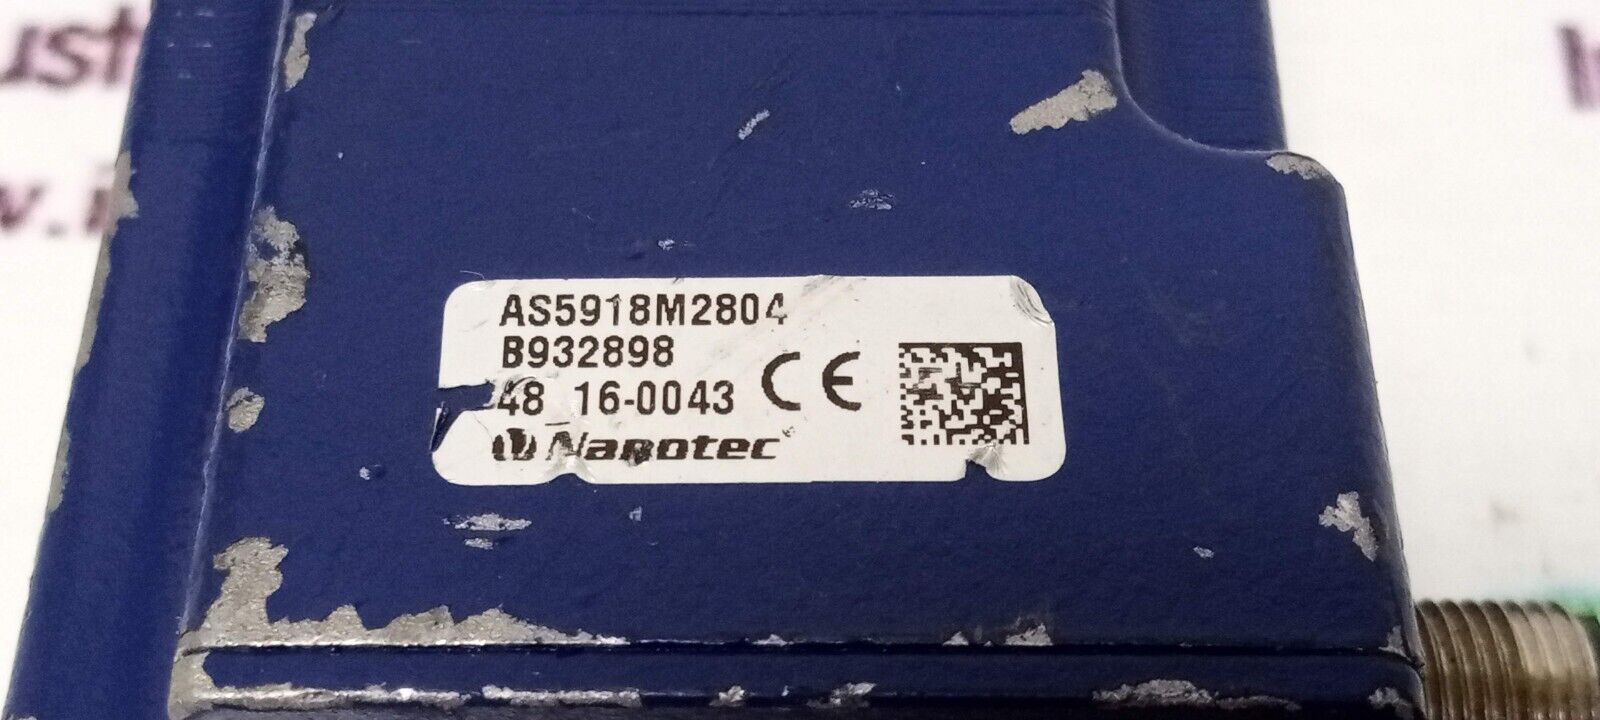 AS5918M2804
B932898
48 16-0043 CE
Nanotec